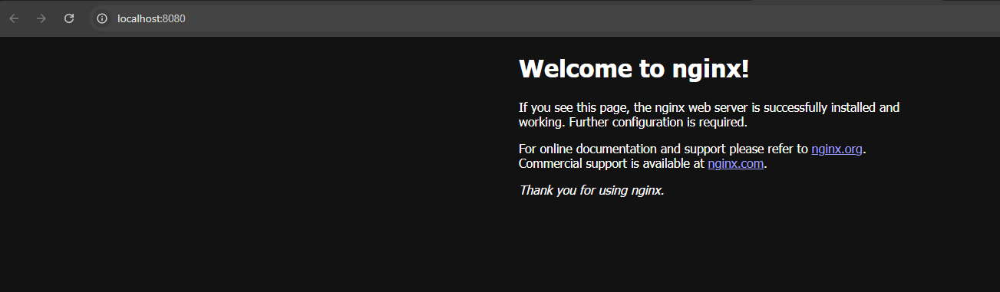 localhost:8080
Welcome to nginx!
If you see this page, the nginx web server is successfully installed and
working. Further configuration is required.
For online documentation and support please refer to nginx.org.
Commercial support is available at nginx.com.
Thank you for using nginx.